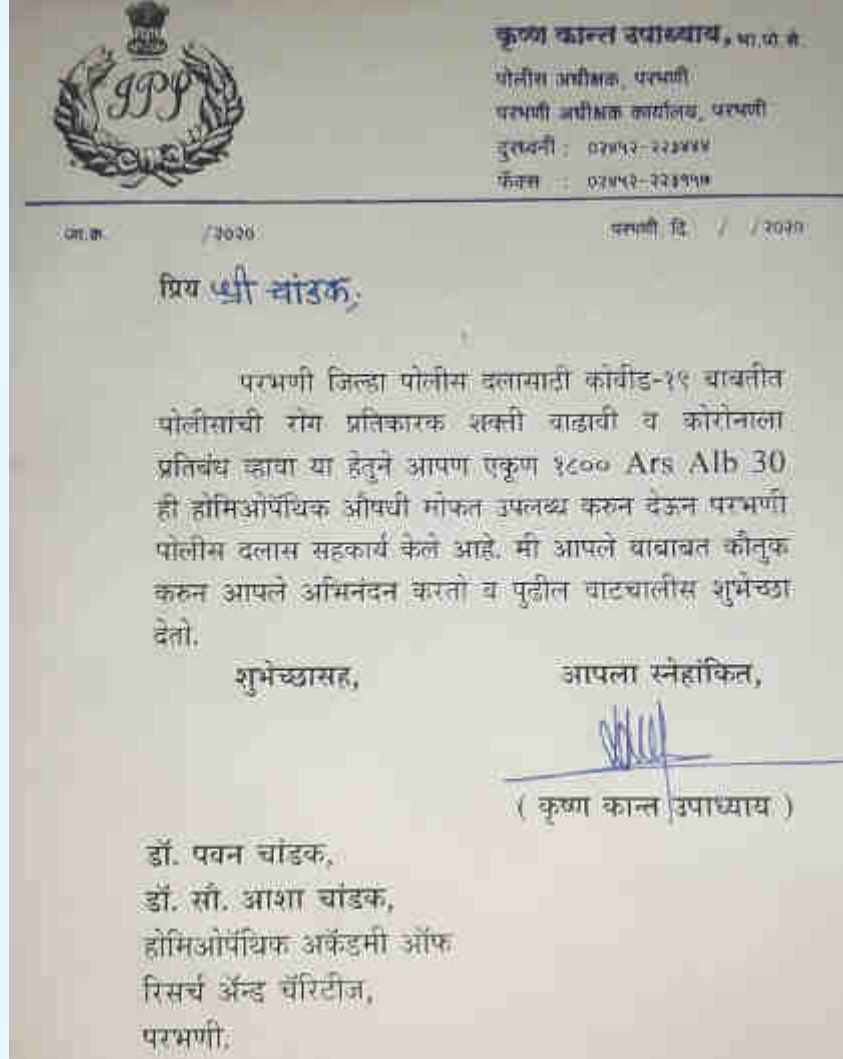 IPS
कृष्ण कान्त उपाध्याय, भा.पो.से.
पोलीस अधीक्षक, परभणी
परभणी अधीक्षक कार्यालय, परभणी
दुरध्वनी : ०२४५२-२२३४४४
फॅक्स : ०२४५२-२२३१५७
जा.क्र. /२०२०
परभणी दि. / /२०२०
प्रिय श्री चांडक,
परभणी जिल्हा पोलीस दलासाठी कोवीड-१९ बाबतीत
पोलीसांची रोग प्रतिकारक शक्ती वाढावी व कोरोनाला
प्रतिबंध व्हावा या हेतुने आपण एकूण १८०० Ars Alb 30
ही होमिओपॅथिक औषधी मोफत उपलब्ध करुन देऊन परभणी
पोलीस दलास सहकार्य केले आहे. मी आपले याबाबत कौतुक
करुन आपले अभिनंदन करतो व पुढील वाटचालीस शुभेच्छा
देतो.
शुभेच्छासह,
आपला स्नेहांकित,
( कृष्ण कान्त उपाध्याय )
डॉ. पवन चांडक,
डॉ. सौ. आशा चांडक,
होमिओपॅथिक अकॅडमी ऑफ
रिसर्च ॲन्ड चॅरिटीज,
परभणी.